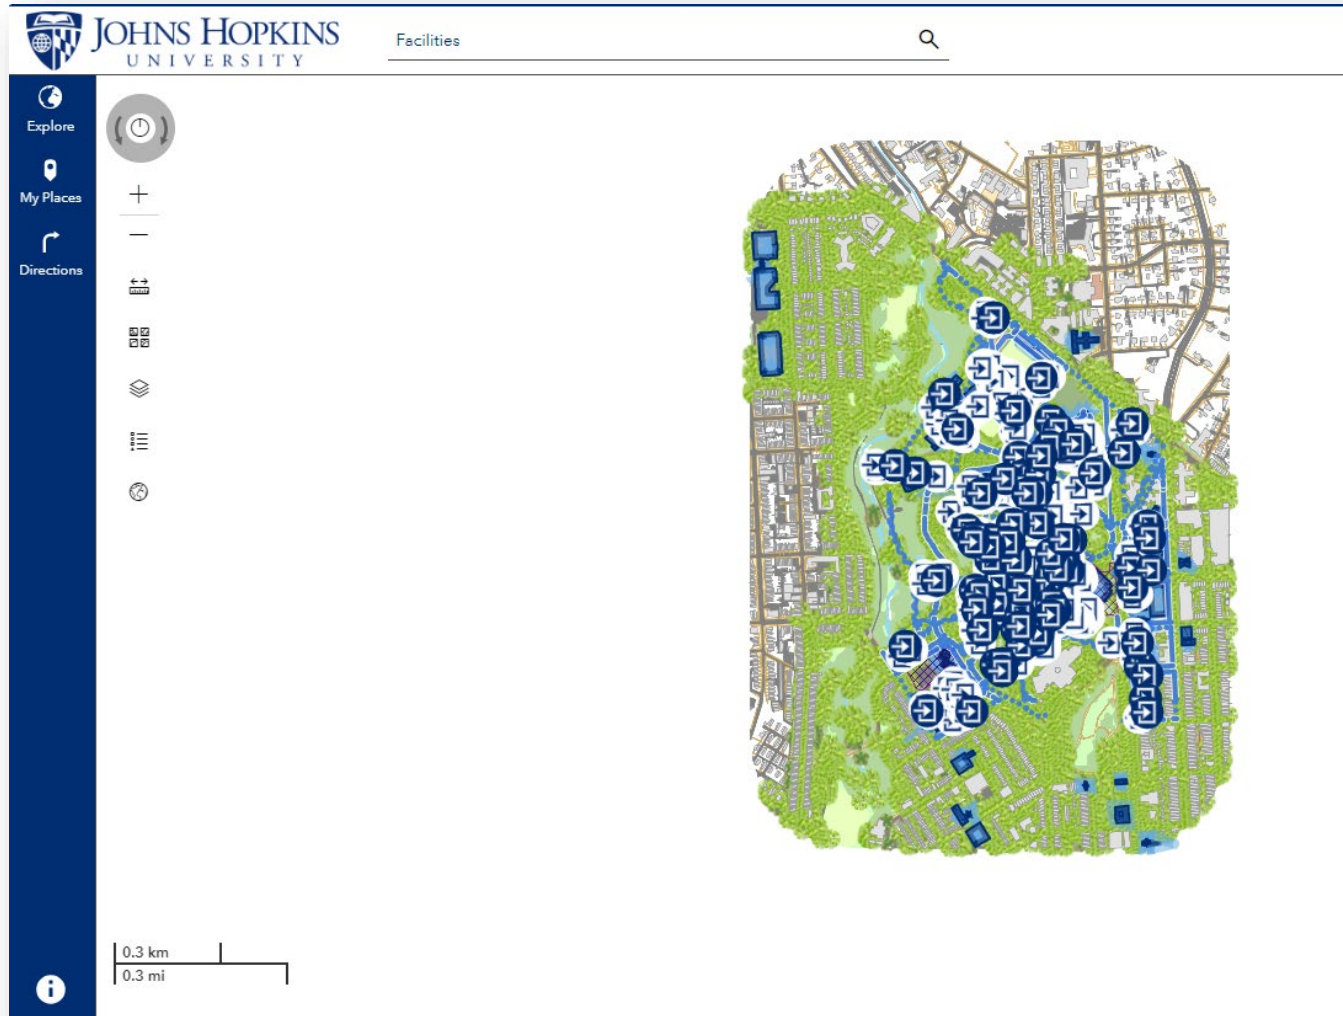 JOHNS HOPKINS
UNIVERSITY
Facilities
Explore
My Places
Directions
0.3 km
0.3 mi